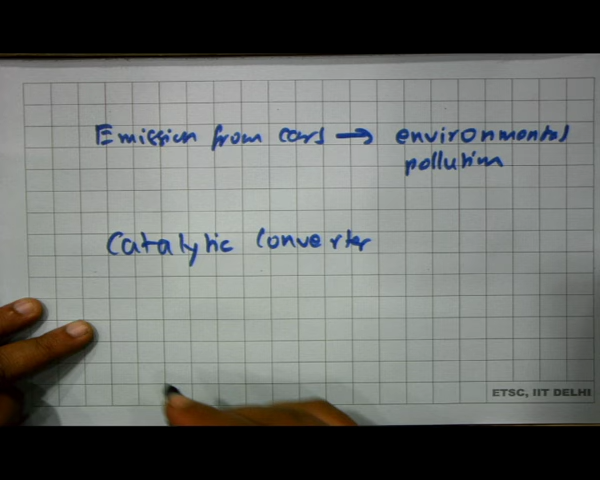 Emission from cars → environmental
pollution
Catalytic Converter
ETSC, IIT DELHI